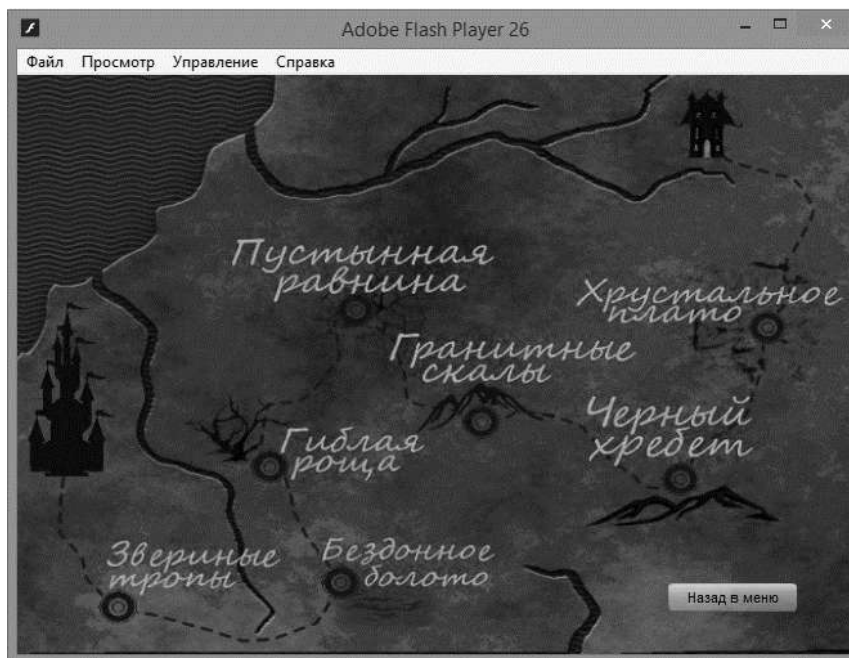 Adobe Flash Player 26
Файл Просмотр Управление Справка
Пустынная
равнина
Хрустальное
плато
Гранитные
скалы
Черный
хребет
Гиблая
роща
Звериные
тропы
Бездонное
болото
Назад в меню